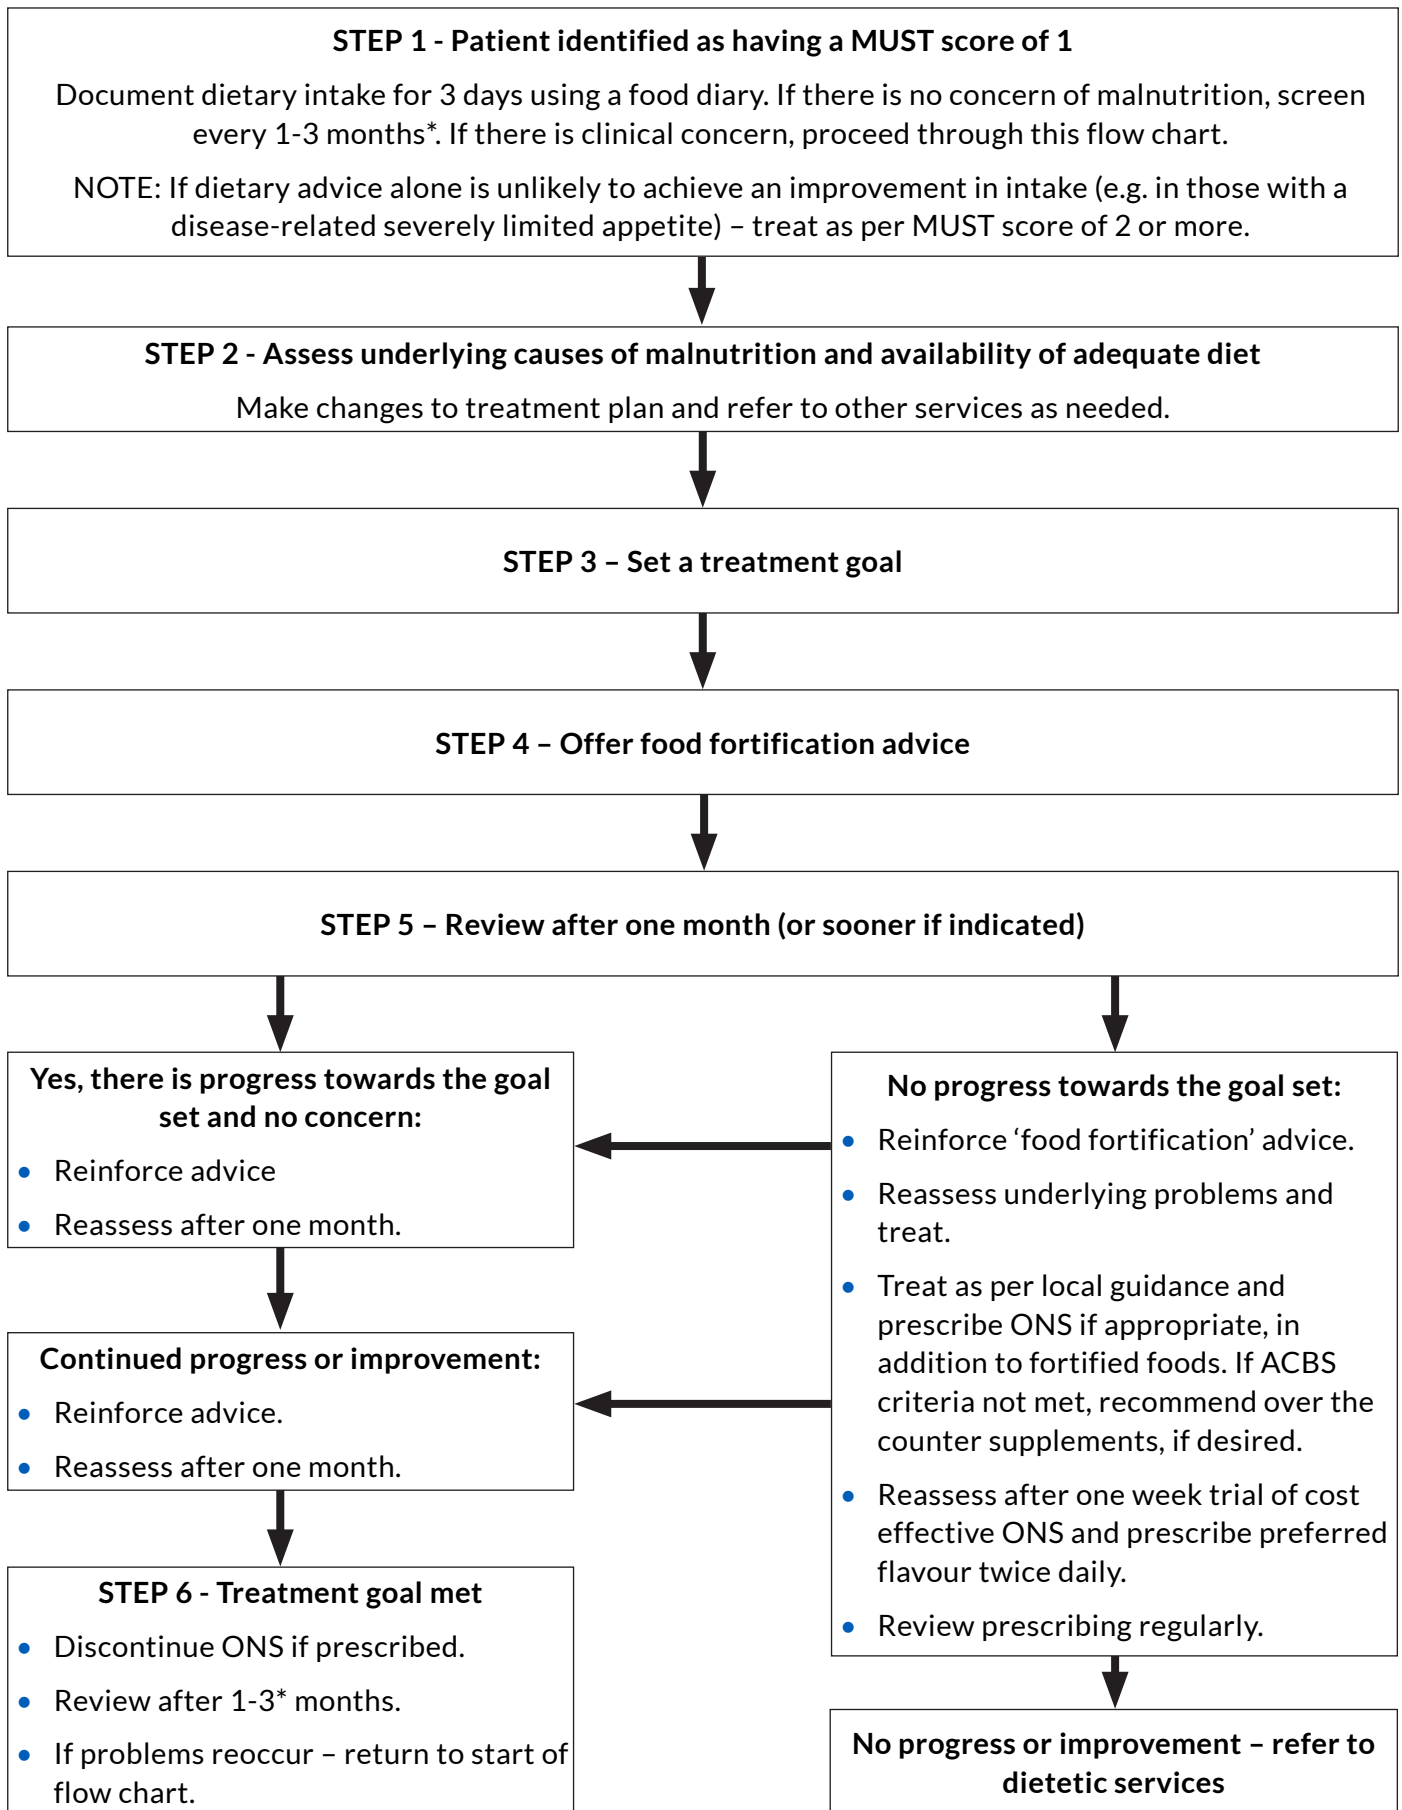 STEP 1 - Patient identified as having a MUST score of 1
Document dietary intake for 3 days using a food diary. If there is no concern of malnutrition, screen
every 1-3 months*. If there is clinical concern, proceed through this flow chart.
NOTE: If dietary advice alone is unlikely to achieve an improvement in intake (e.g. in those with a
disease-related severely limited appetite) – treat as per MUST score of 2 or more.
STEP 2 - Assess underlying causes of malnutrition and availability of adequate diet
Make changes to treatment plan and refer to other services as needed.
STEP 3 – Set a treatment goal
STEP 4 – Offer food fortification advice
STEP 5 – Review after one month (or sooner if indicated)
Yes, there is progress towards the goal
set and no concern:
• Reinforce advice
• Reassess after one month.
Continued progress or improvement:
• Reinforce advice.
• Reassess after one month.
STEP 6 - Treatment goal met
• Discontinue ONS if prescribed.
• Review after 1-3* months.
• If problems reoccur – return to start of
flow chart.
No progress towards the goal set:
• Reinforce ‘food fortification’ advice.
• Reassess underlying problems and
treat.
• Treat as per local guidance and
prescribe ONS if appropriate, in
addition to fortified foods. If ACBS
criteria not met, recommend over the
counter supplements, if desired.
• Reassess after one week trial of cost
effective ONS and prescribe preferred
flavour twice daily.
• Review prescribing regularly.
No progress or improvement – refer to
dietetic services